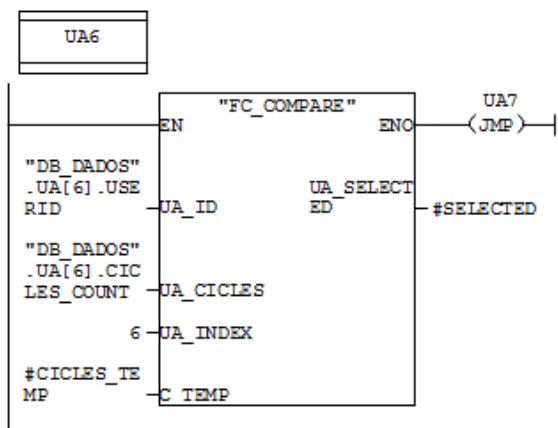 UA6
"FC_COMPARE"
UA7
EN
ENO
(JMP)
"DB_DADOS"
.UA[6].USE
RID
UA_ID
UA_SELECT
ED
#SELECTED
"DB_DADOS"
.UA[6].CIC
LES_COUNT
UA_CICLES
6
UA_INDEX
#CICLES_TE
MP
C_TEMP